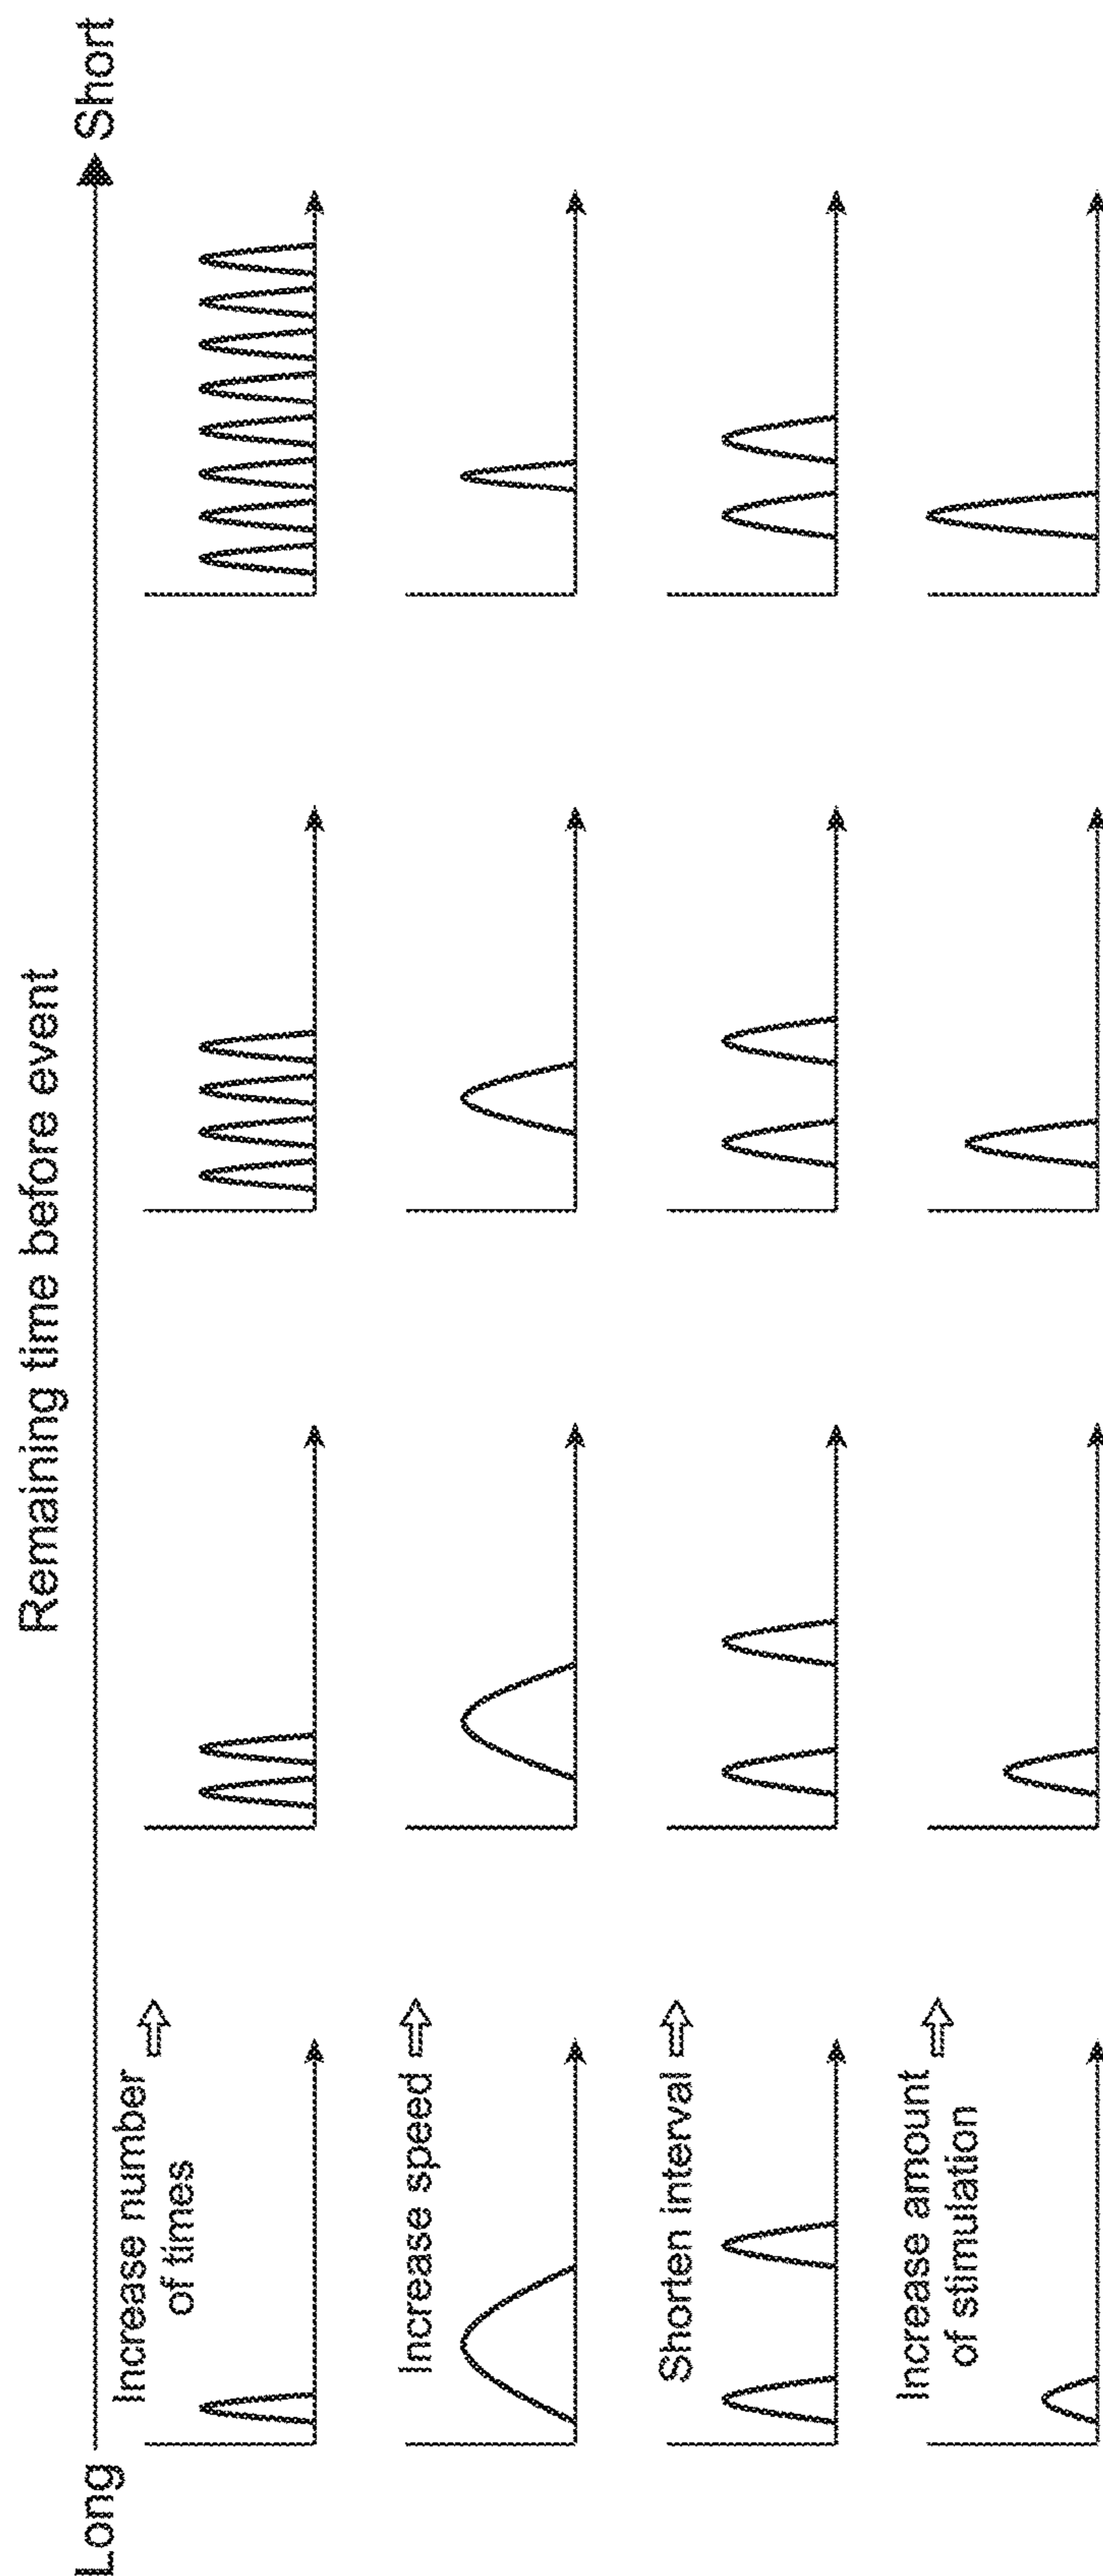 Remaining time before event
Long
Short
Increase number
of times
Increase speed
Shorten interval
Increase amount
of stimulation